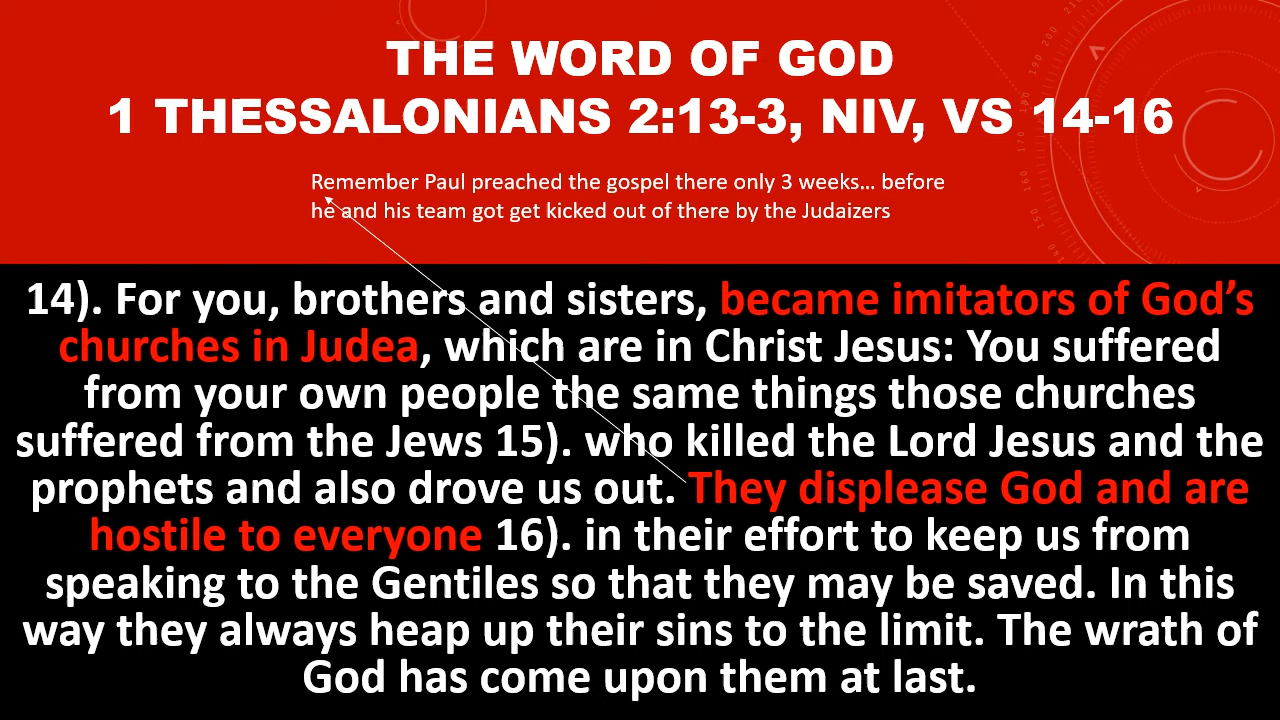 THE WORD OF GOD
1 THESSALONIANS 2:13-3, NIV, VS 14-16
Remember Paul preached the gospel there only 3 weeks... before
he and his team got get kicked out of there by the Judaizers
14). For you, brothers and sisters, became imitators of God’s
churches in Judea, which are in Christ Jesus: You suffered
from your own people the same things those churches
suffered from the Jews 15). who killed the Lord Jesus and the
prophets and also drove us out. They displease God and are
hostile to everyone 16). in their effort to keep us from
speaking to the Gentiles so that they may be saved. In this
way they always heap up their sins to the limit. The wrath of
God has come upon them at last.